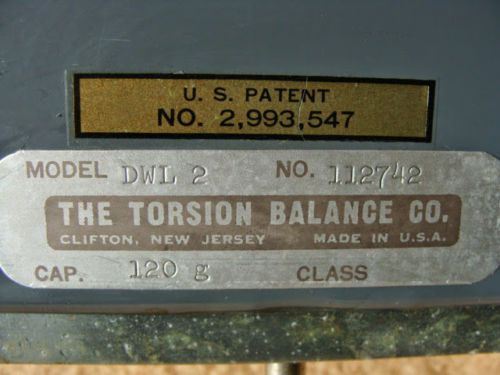 U. S. PATENT
NO. 2,993,547
MODEL DWL 2 NO. 112742
THE TORSION BALANCE CO.
CLIFTON, NEW JERSEY MADE IN U.S.A.
CAP. 120 g CLASS